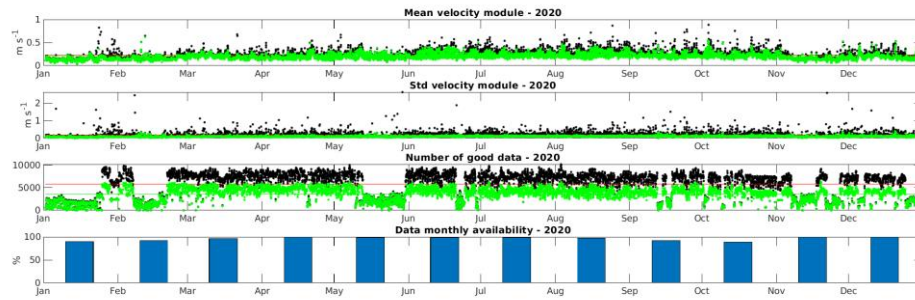 Mean velocity module - 2020
1
0.5
0
m s-1
Jan Feb Mar Apr May Jun Jul Aug Sep Oct Nov Dec
Std velocity module - 2020
2
1
0
m s-1
Jan Feb Mar Apr May Jun Jul Aug Sep Oct Nov Dec
Number of good data - 2020
10000
5000
0
Jan Feb Mar Apr May Jun Jul Aug Sep Oct Nov Dec
Data monthly availability - 2020
100
50
0
%
Jan Feb Mar Apr May Jun Jul Aug Sep Oct Nov Dec